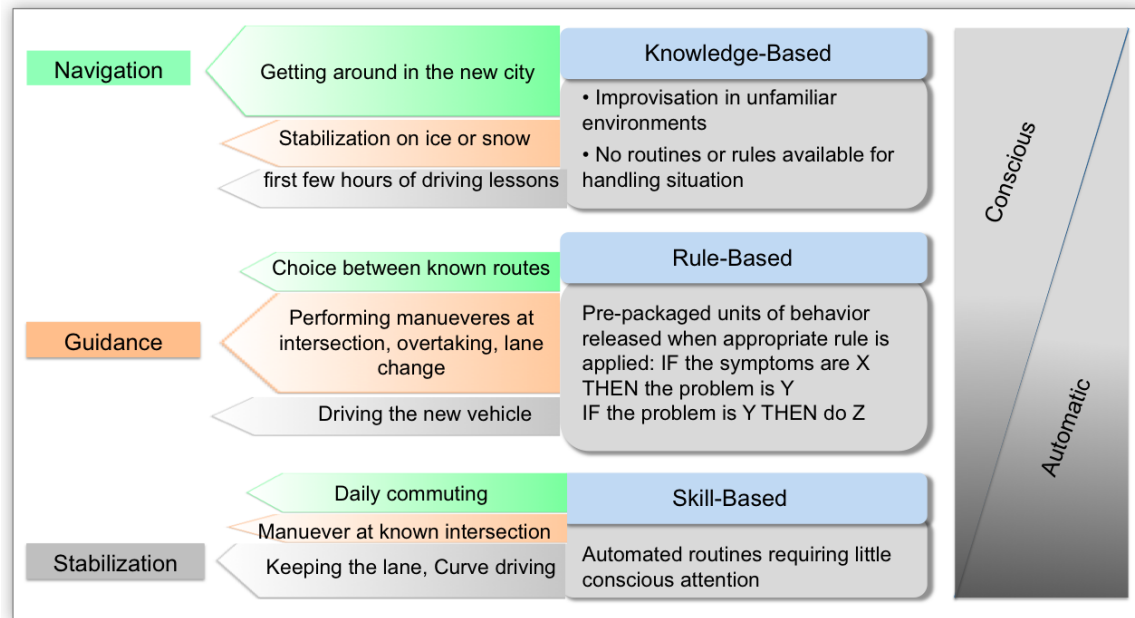 Navigation
Getting around in the new city
Stabilization on ice or snow
first few hours of driving lessons
Knowledge-Based
• Improvisation in unfamiliar
environments
• No routines or rules available for
handling situation
Guidance
Choice between known routes
Performing manueveres at
intersection, overtaking, lane
change
Driving the new vehicle
Rule-Based
Pre-packaged units of behavior
released when appropriate rule is
applied: IF the symptoms are X
THEN the problem is Y
IF the problem is Y THEN do Z
Stabilization
Daily commuting
Manuever at known intersection
Keeping the lane, Curve driving
Skill-Based
Automated routines requiring little
conscious attention
Conscious
Automatic